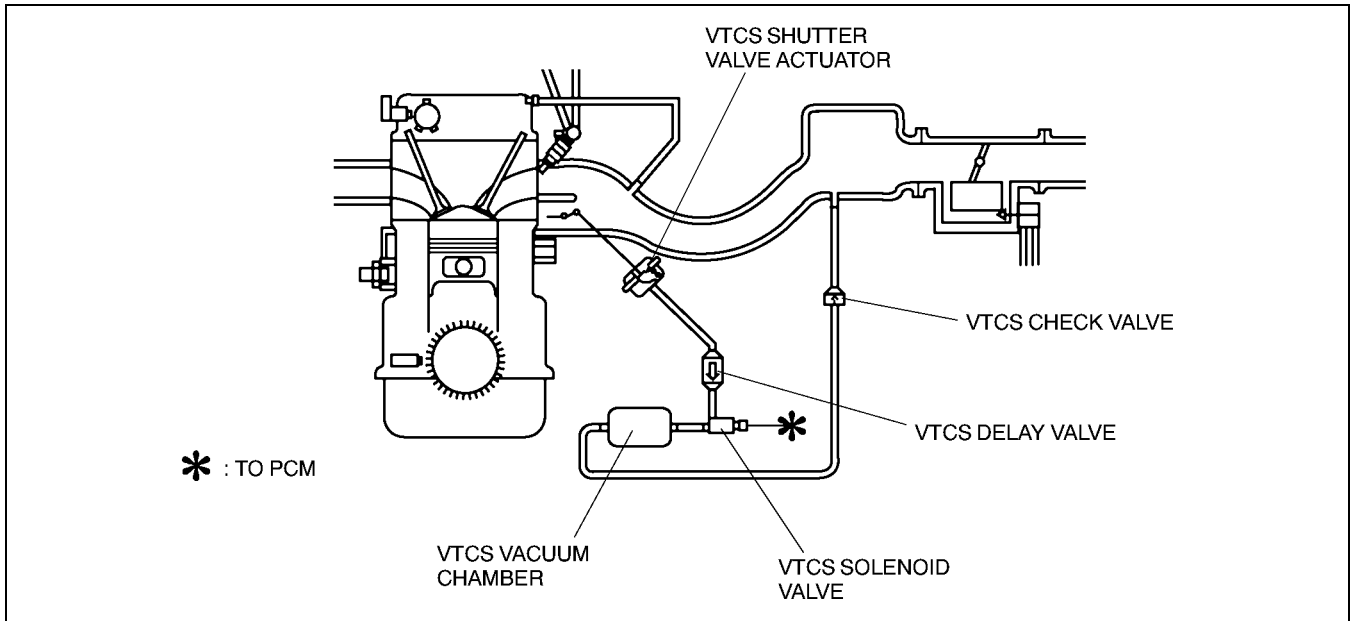 VTCS SHUTTER
VALVE ACTUATOR
VTCS CHECK VALVE
VTCS DELAY VALVE
* : TO PCM
VTCS VACUUM
CHAMBER
VTCS SOLENOID
VALVE